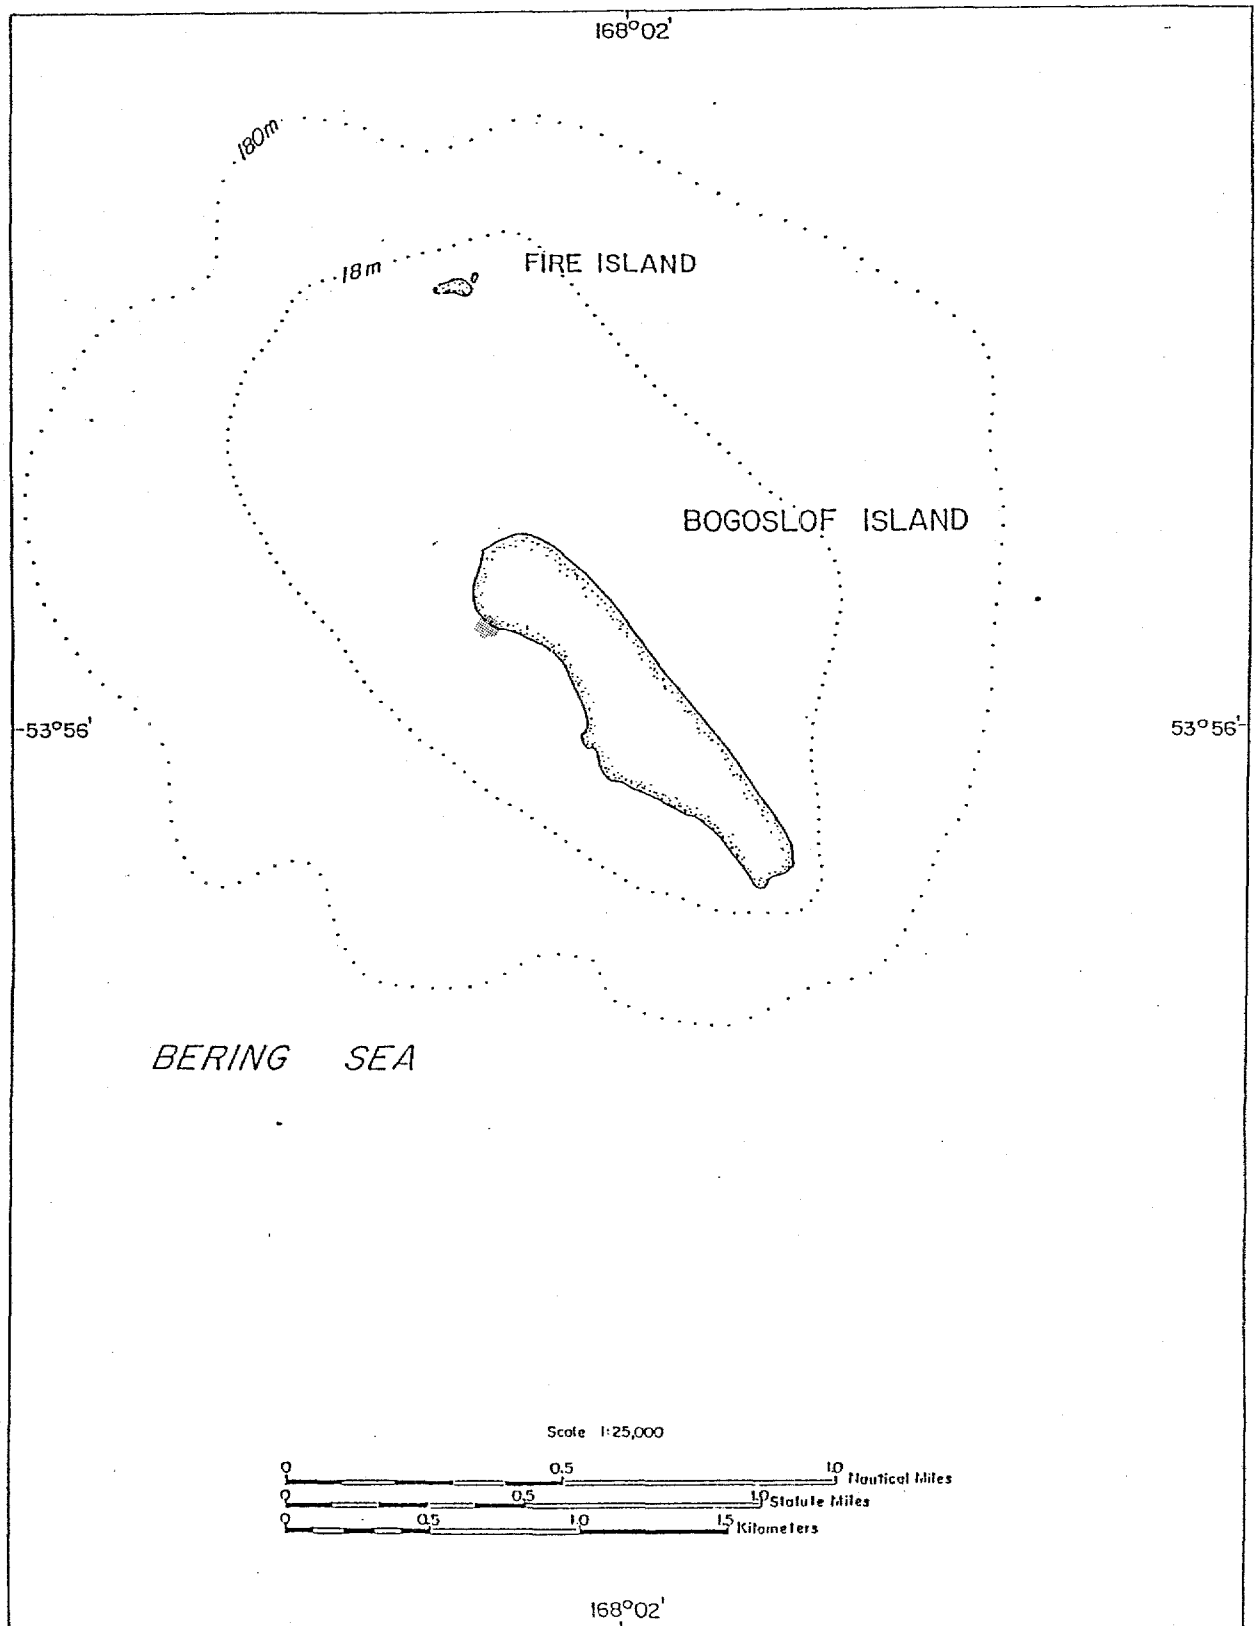 168°02'
180m
18m
FIRE ISLAND
BOGOSLOF ISLAND
53°56' 53°56'
BERING SEA
Scale 1:25,000
0 0.5 1.0 Nautical Miles
0 0.5 1.0 Statute Miles
0 0.5 1.0 1.5 Kilometers
168°02'